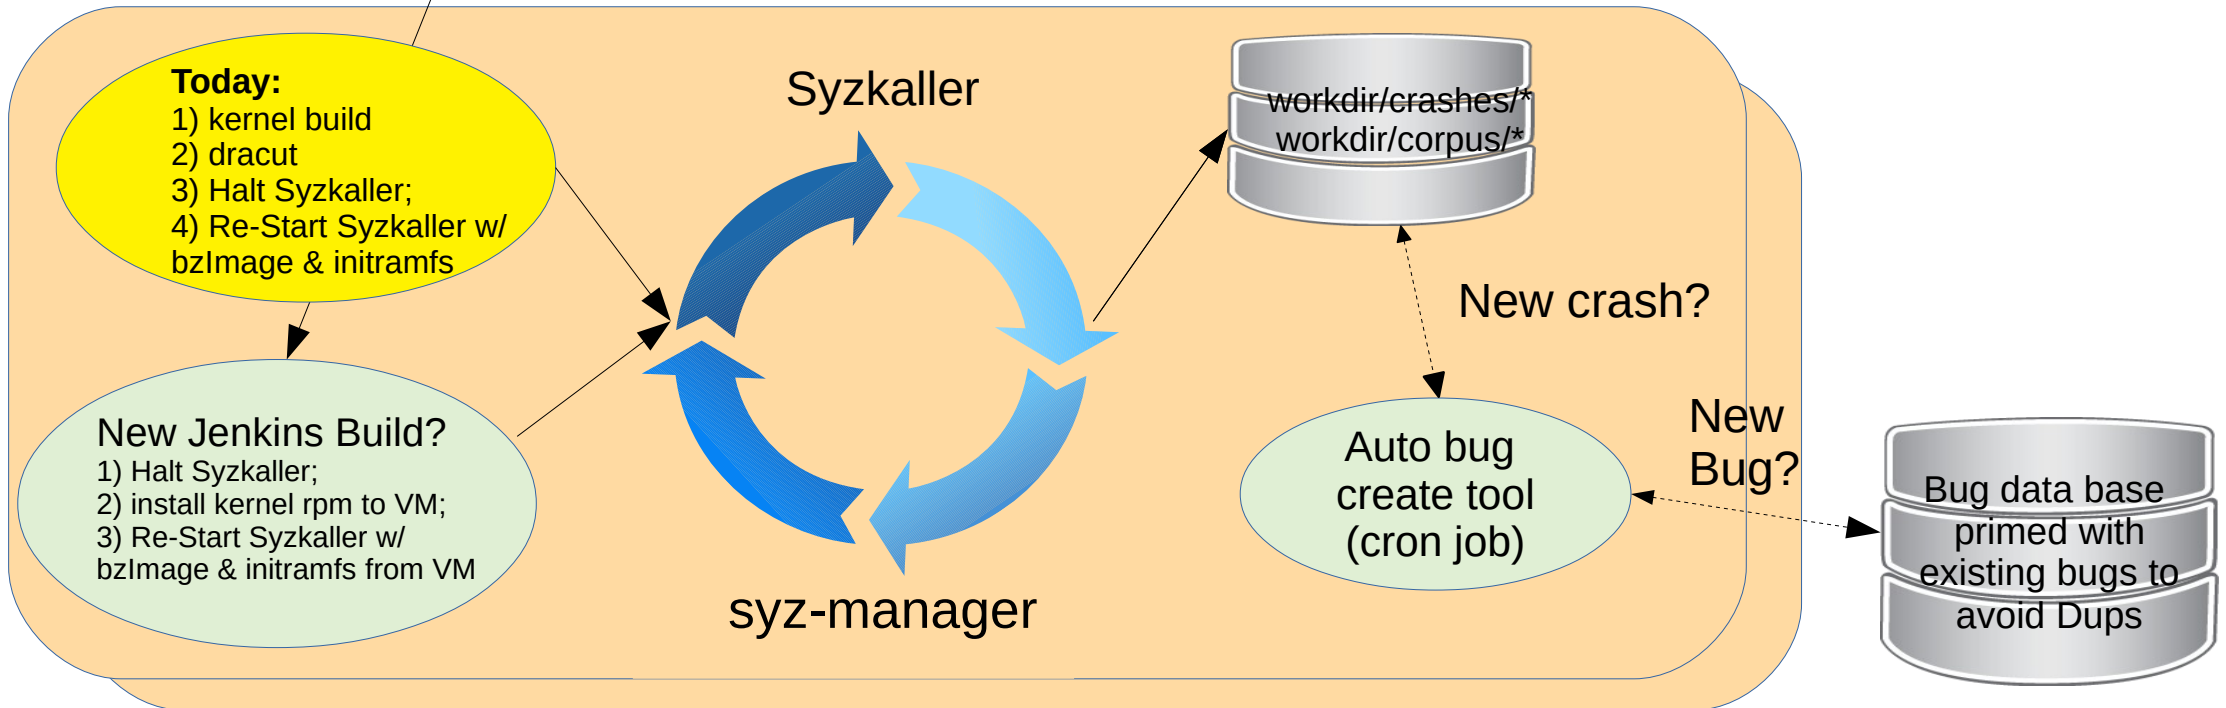 Today:
1) kernel build
2) dracut
3) Halt Syzkaller;
4) Re-Start Syzkaller w/
bzImage & initramfs
New Jenkins Build?
1) Halt Syzkaller;
2) install kernel rpm to VM;
3) Re-Start Syzkaller w/
bzImage & initramfs from VM
Syzkaller
syz-manager
workdir/crashes/*
workdir/corpus/*
New crash?
Auto bug
create tool
(cron job)
New
Bug?
Bug data base
primed with
existing bugs to
avoid Dups